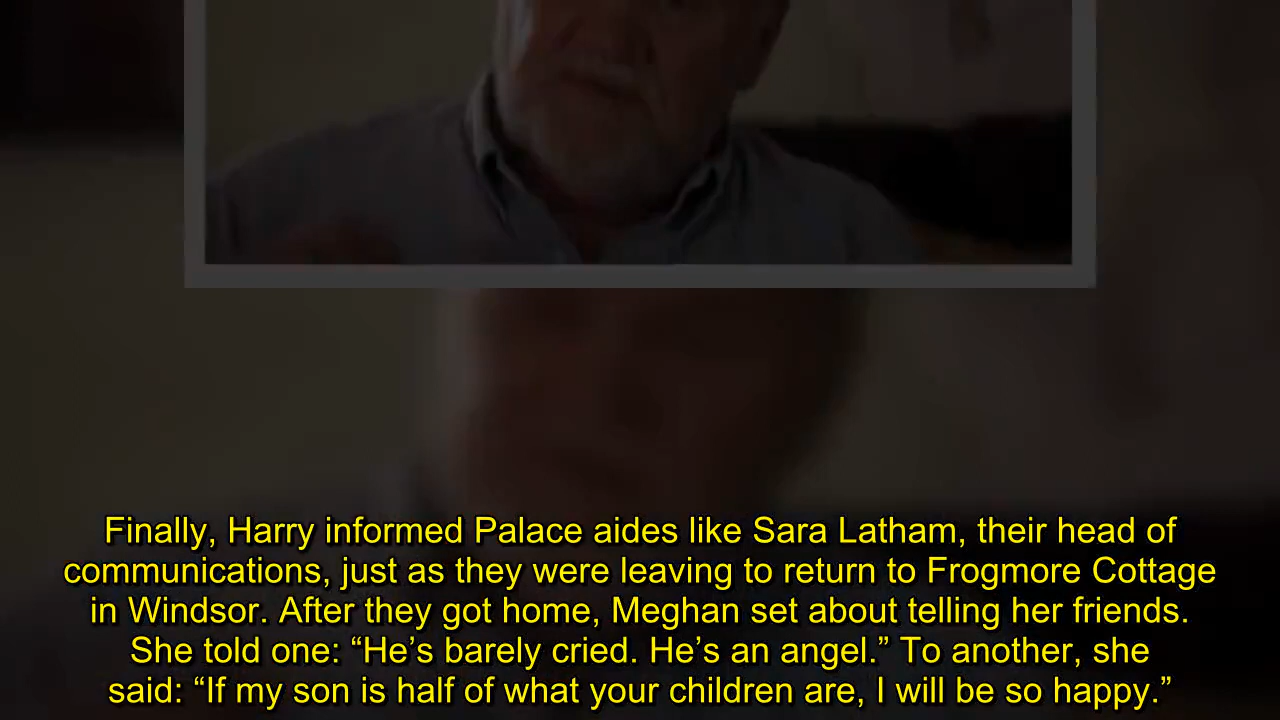 Finally, Harry informed Palace aides like Sara Latham, their head of
communications, just as they were leaving to return to Frogmore Cottage
in Windsor. After they got home, Meghan set about telling her friends.
She told one: “He’s barely cried. He’s an angel.” To another, she
said: “If my son is half of what your children are, I will be so happy.”